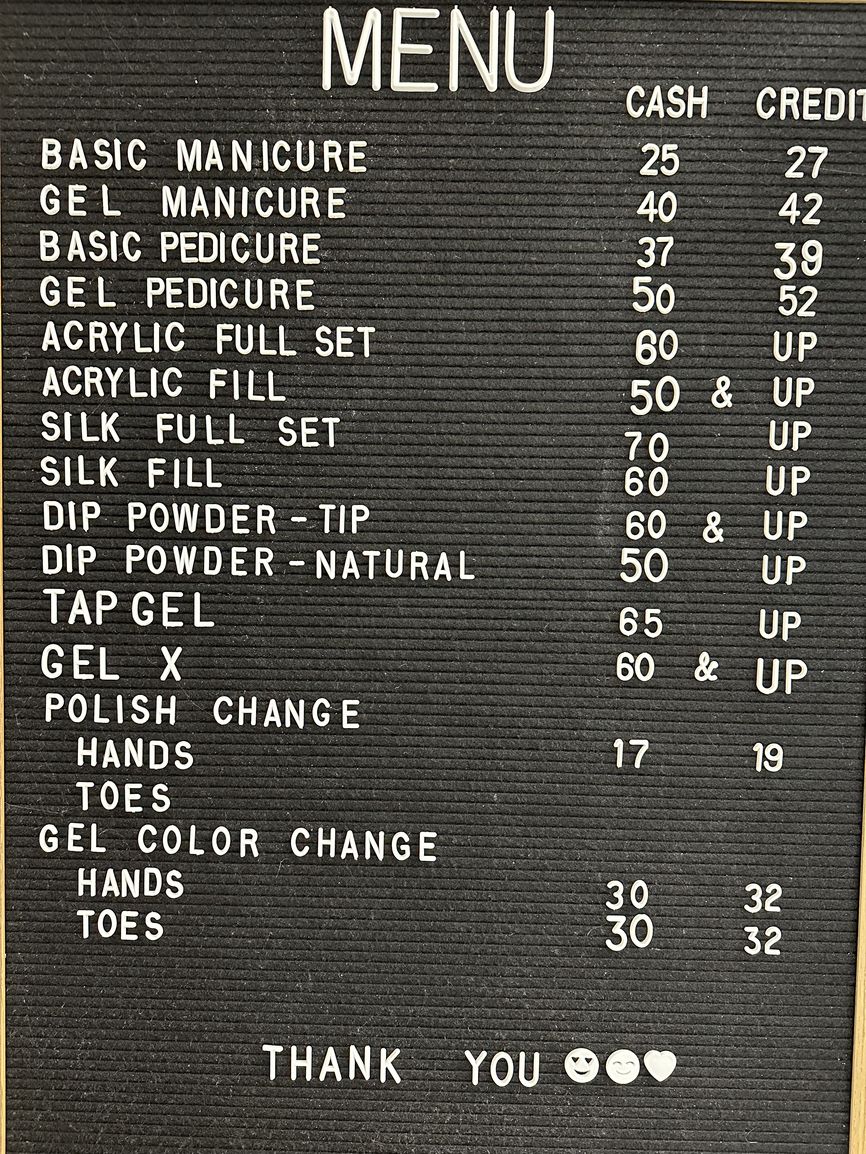 MENU
CASH CREDIT
BASIC MANICURE 25 27
GEL MANICURE 40 42
BASIC PEDICURE 37 39
GEL PEDICURE 50 52
ACRYLIC FULL SET 60 UP
ACRYLIC FILL 50 & UP
SILK FULL SET 70 UP
SILK FILL 60 UP
DIP POWDER-TIP 60 & UP
DIP POWDER-NATURAL 50 UP
TAP GEL 65 UP
GEL X 60 & UP
POLISH CHANGE
HANDS 17 19
TOES
GEL COLOR CHANGE
HANDS 30 32
TOES 30 32
THANK YOU